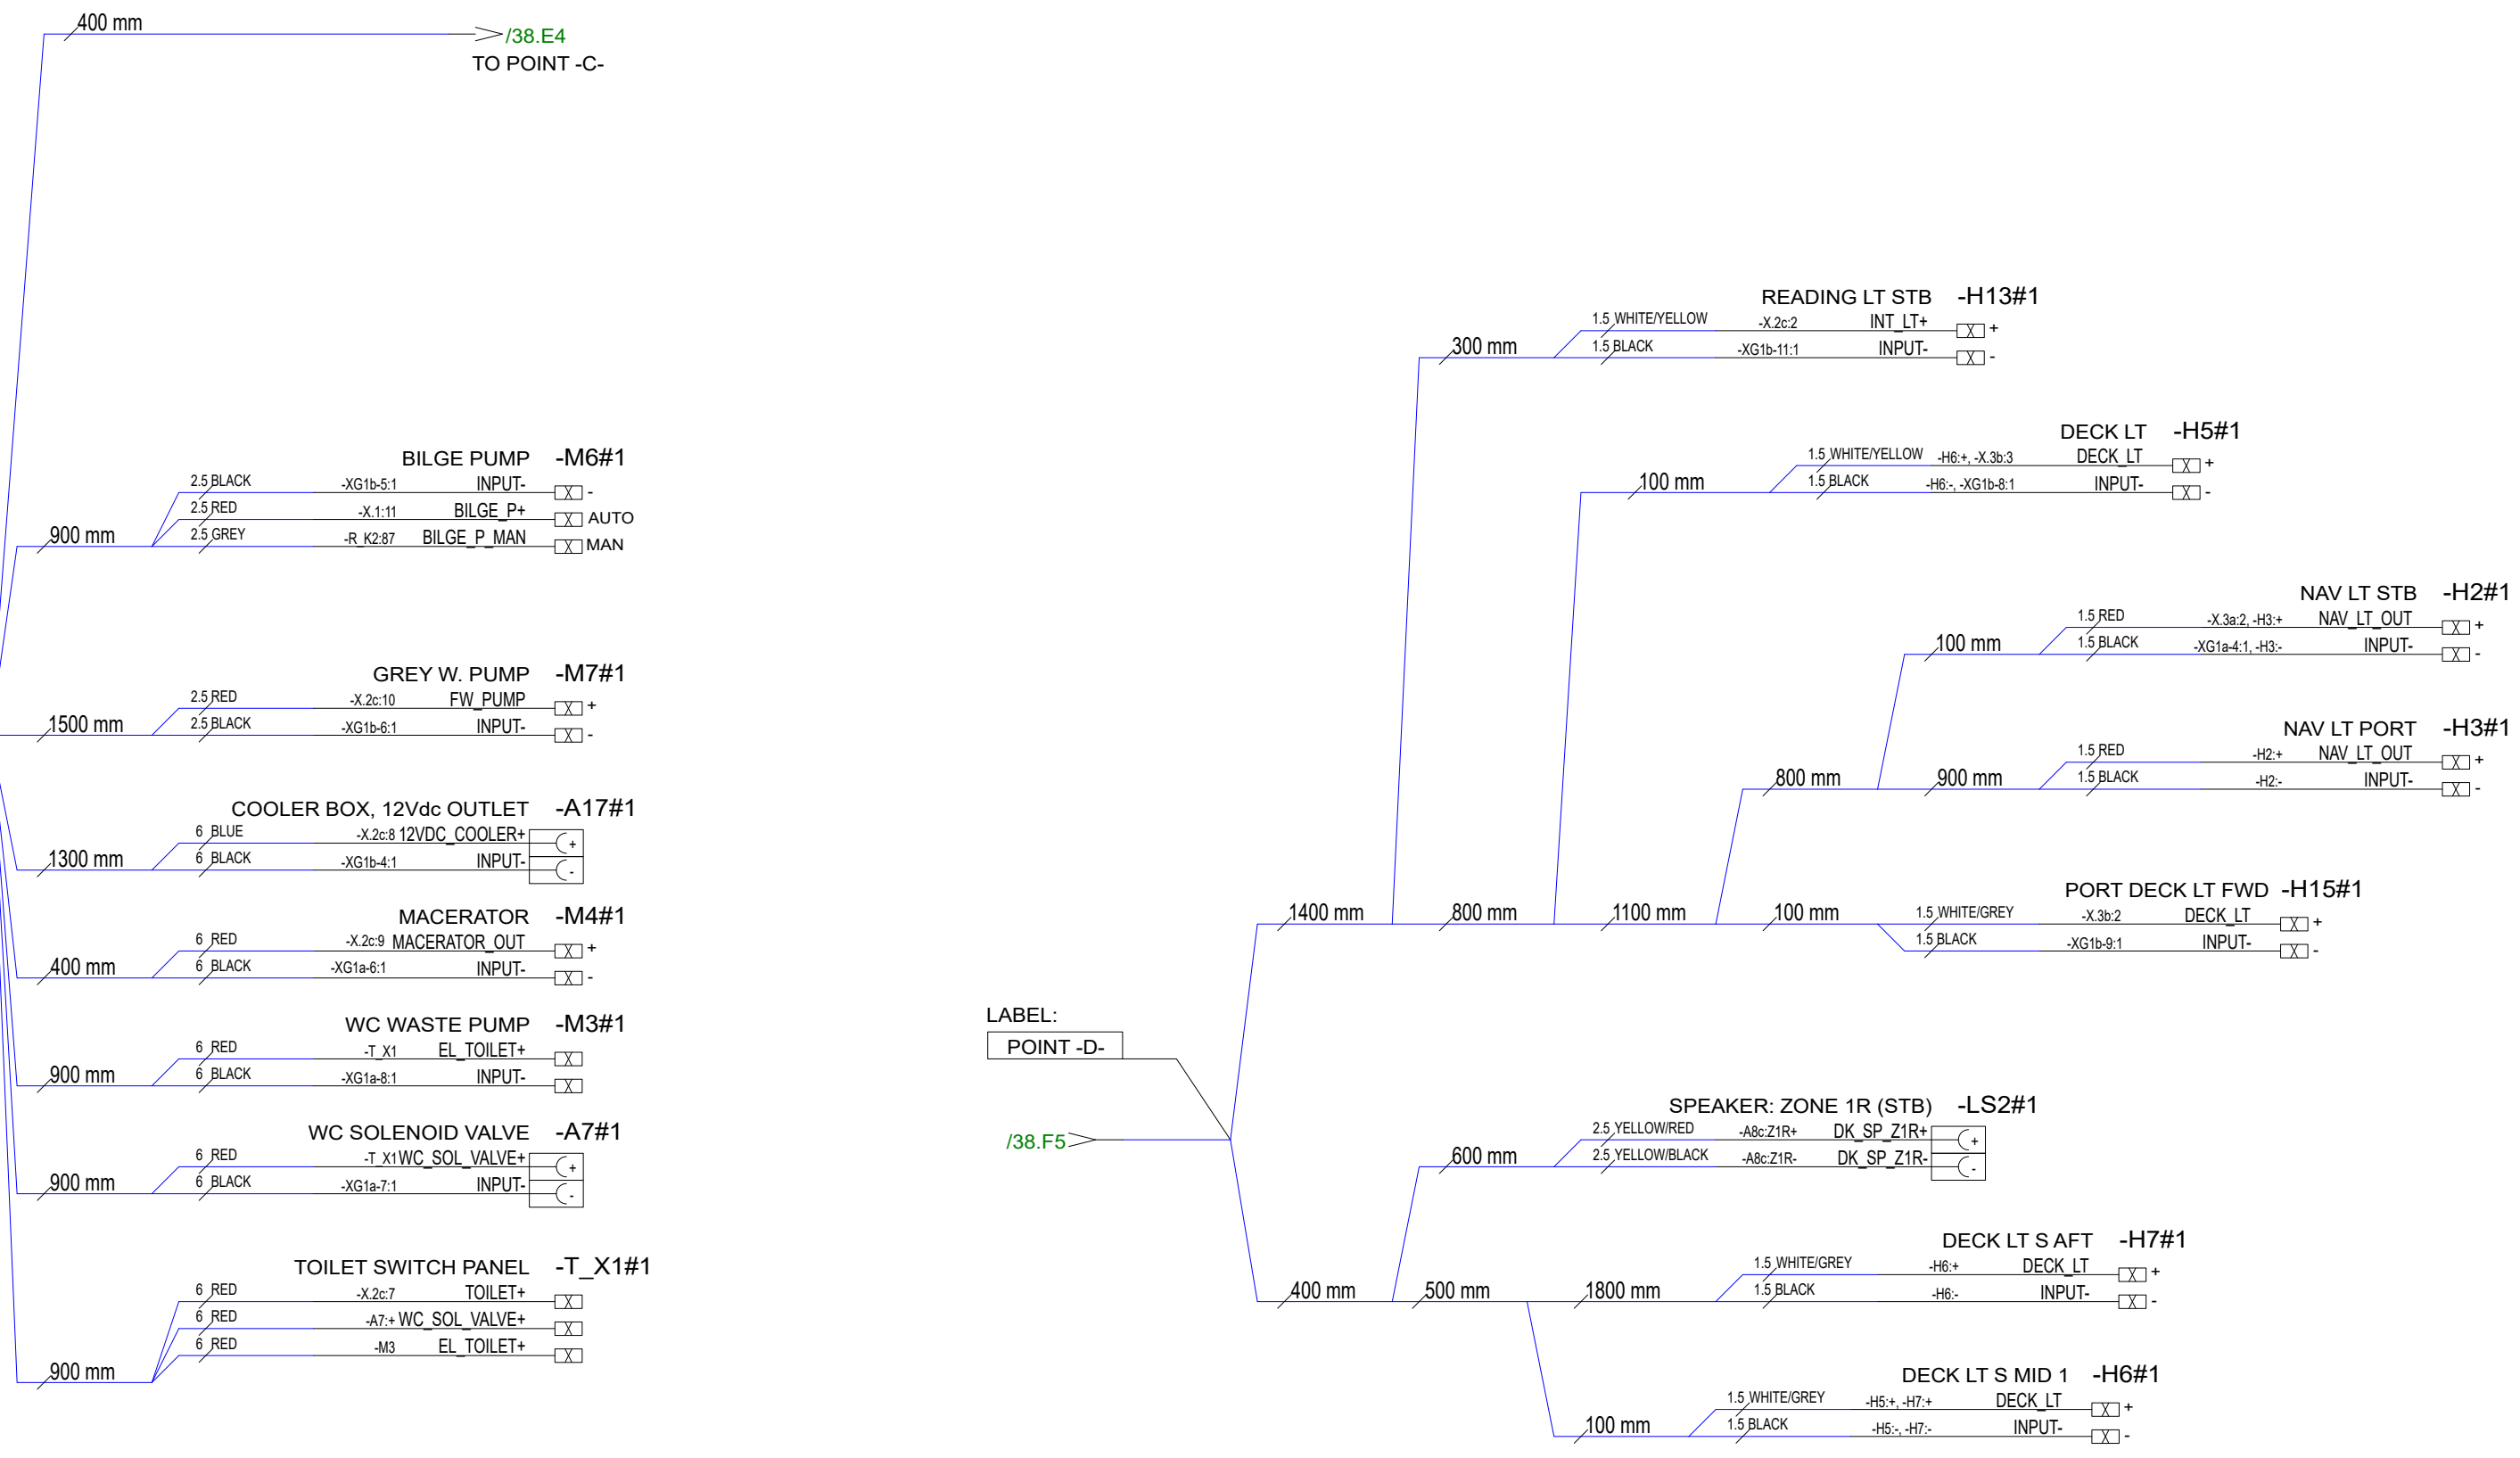 400 mm
/38.E4
TO POINT -C-
BILGE PUMP -M6#1
2.5 BLACK -XG1b-5:1 INPUT- -
2.5 RED -X.1:11 BILGE_P+ AUTO
900 mm 2.5 GREY -R_K2:87 BILGE_P_MAN MAN
GREY W. PUMP -M7#1
2.5 RED -X.2c:10 FW_PUMP +
1500 mm 2.5 BLACK -XG1b-6:1 INPUT- -
COOLER BOX, 12Vdc OUTLET -A17#1
6 BLUE -X.2c:8 12VDC_COOLER+ +
1300 mm 6 BLACK -XG1b-4:1 INPUT- -
MACERATOR -M4#1
6 RED -X.2c:9 MACERATOR_OUT +
400 mm 6 BLACK -XG1a-6:1 INPUT- -
WC WASTE PUMP -M3#1
6 RED -T_X1 EL_TOILET+
900 mm 6 BLACK -XG1a-8:1 INPUT-
WC SOLENOID VALVE -A7#1
6 RED -T_X1 WC_SOL_VALVE+ +
900 mm 6 BLACK -XG1a-7:1 INPUT- -
TOILET SWITCH PANEL -T_X1#1
6 RED -X.2c:7 TOILET+
6 RED -A7:+ WC_SOL_VALVE+
6 RED -M3 EL_TOILET+
900 mm
READING LT STB -H13#1
1.5 WHITE/YELLOW -X.2c:2 INT_LT+ +
300 mm 1.5 BLACK -XG1b-11:1 INPUT- -
DECK LT -H5#1
1.5 WHITE/YELLOW -H6:+, -X.3b:3 DECK_LT +
100 mm 1.5 BLACK -H6:-, -XG1b-8:1 INPUT- -
NAV LT STB -H2#1
1.5 RED -X.3a:2, -H3:+ NAV_LT_OUT +
100 mm 1.5 BLACK -XG1a-4:1, -H3:- INPUT- -
NAV LT PORT -H3#1
1.5 RED -H2:+ NAV_LT_OUT +
800 mm 900 mm 1.5 BLACK -H2:- INPUT- -
PORT DECK LT FWD -H15#1
1400 mm 800 mm 1100 mm 100 mm 1.5 WHITE/GREY -X.3b:2 DECK_LT +
1.5 BLACK -XG1b-9:1 INPUT- -
LABEL:
POINT -D-
/38.F5
SPEAKER: ZONE 1R (STB) -LS2#1
2.5 YELLOW/RED -A8c:Z1R+ DK_SP_Z1R+ +
600 mm 2.5 YELLOW/BLACK -A8c:Z1R- DK_SP_Z1R- -
DECK LT S AFT -H7#1
1.5 WHITE/GREY -H6:+ DECK_LT +
400 mm 500 mm 1800 mm 1.5 BLACK -H6:- INPUT- -
DECK LT S MID 1 -H6#1
1.5 WHITE/GREY -H5:+, -H7:+ DECK_LT +
100 mm 1.5 BLACK -H5:-, -H7:- INPUT- -